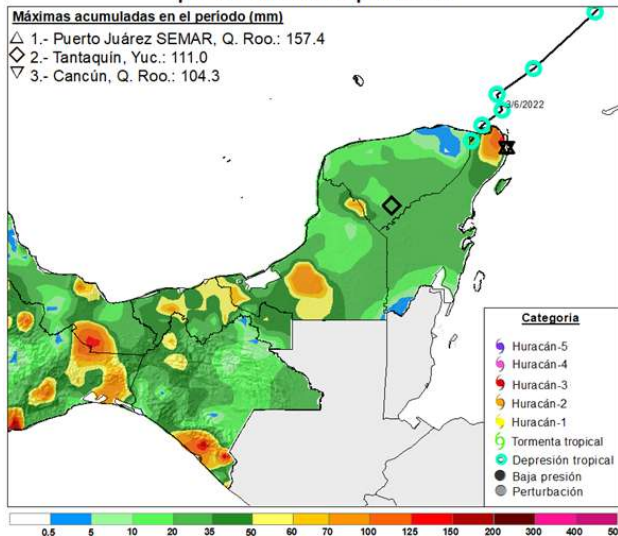 Máximas acumuladas en el periodo (mm)
△ 1.- Puerto Juárez SEMAR, Q. Roo.: 157.4
◇ 2.- Tantaquín, Yuc.: 111.0
▽ 3.- Cancún, Q. Roo.: 104.3
3/6/2022
Categoria
Huracán-5
Huracán-4
Huracán-3
Huracán-2
Huracán-1
Tormenta tropical
Depresión tropical
Baja presión
Perturbación
0.5 5 10 20 35 50 60 70 100 125 150 200 300 400